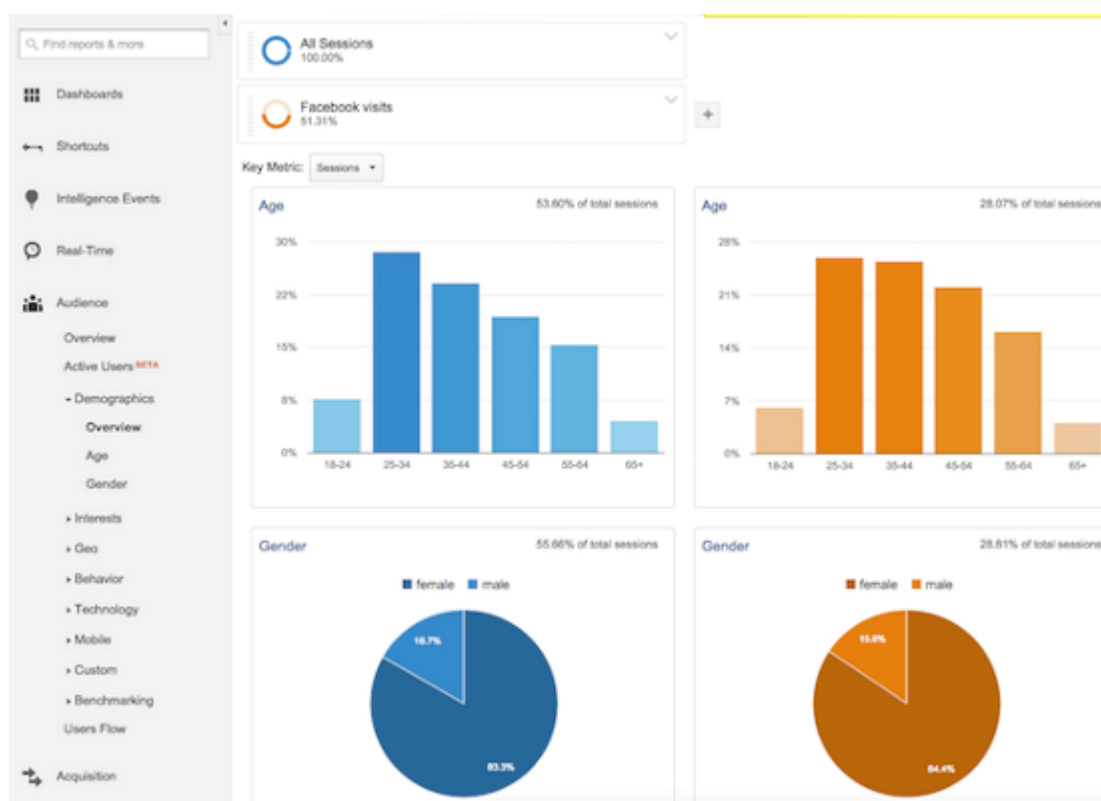 Find reports & more
Dashboards
Shortcuts
Intelligence Events
Real-Time
Audience
Overview
Active Users BETA
Demographics
Overview
Age
Gender
Interests
Geo
Behavior
Technology
Mobile
Custom
Benchmarking
Users Flow
Acquisition
All Sessions
100.00%
Facebook visits
51.31%
+
Key Metric: Sessions
Age 53.60% of total sessions
30%
22%
15%
8%
0%
18-24 25-34 35-44 45-54 55-64 65+
Age 28.07% of total sessions
28%
21%
14%
7%
0%
18-24 25-34 35-44 45-54 55-64 65+
Gender 55.66% of total sessions
female male
16.7%
83.3%
Gender 28.81% of total sessions
female male
15.6%
84.4%